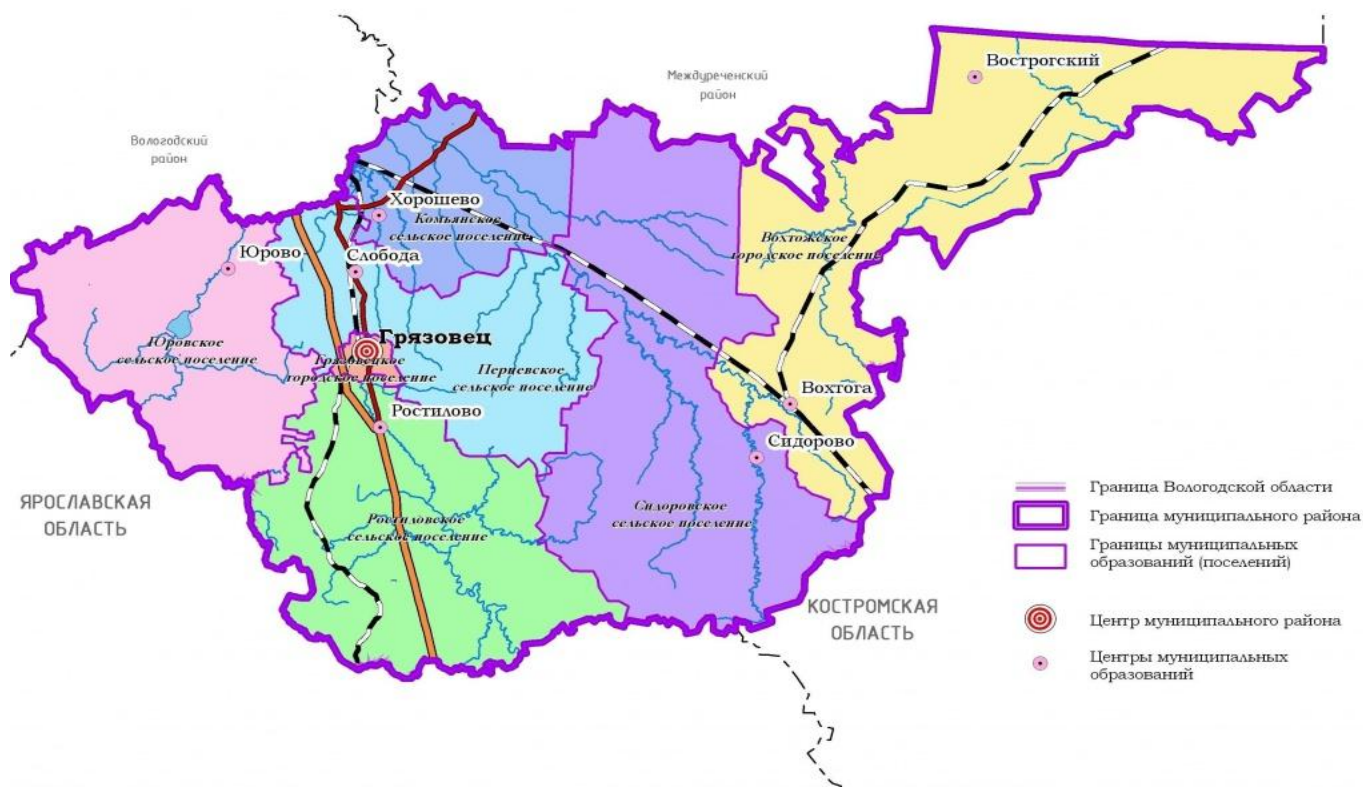 Вострогский
Междуреченский
район
Вологодский
район
Хорошево
Комьянское
сельское поселение
Вохтожское
городское поселение
Юрово
Слобода
Грязовец
Юровское
сельское поселение
Грязовецкое
городское поселение
Перцевское
сельское поселение
Вохтога
Ростилово
Сидорово
ЯРОСЛАВСКАЯ
ОБЛАСТЬ
Ростиловское
сельское поселение
Сидоровское
сельское поселение
КОСТРОМСКАЯ
ОБЛАСТЬ
Граница Вологодской области
Граница муниципального района
Границы муниципальных
образований (поселений)
Центр муниципального района
Центры муниципальных
образований